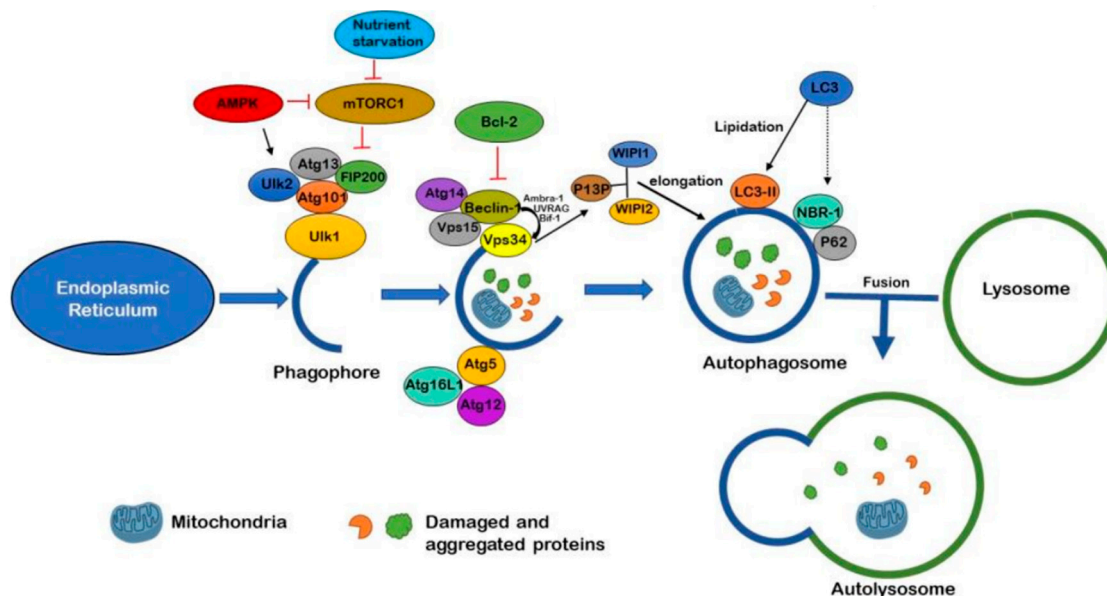 Nutrient
starvation
AMPK
mTORC1
Bcl-2
LC3
Lipidation
Ulk2
Atg13
FIP200
Atg101
Ulk1
Atg14
Beclin-1
Vps15
Vps34
Ambra-1
UVRAG
Bif-1
P13P
WIPI1
WIPI2
elongation
LC3-II
NBR-1
P62
Endoplasmic
Reticulum
Phagophore
Atg5
Atg16L1
Atg12
Autophagosome
Fusion
Lysosome
Mitochondria
Damaged and
aggregated proteins
Autolysosome